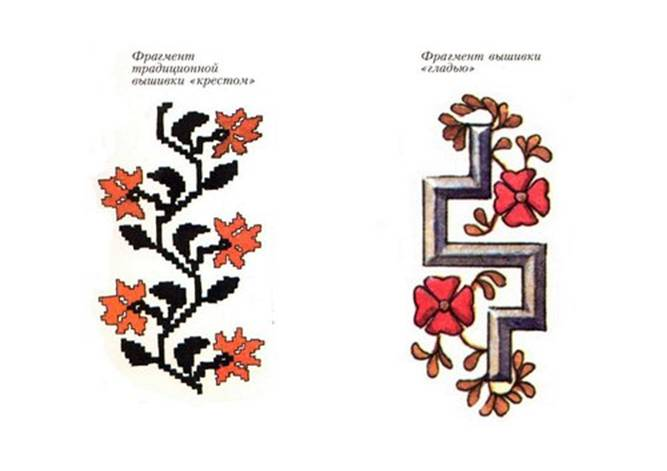 Фрагмент
традиционной
вышивки «крестом»
Фрагмент вышивки
«гладью»